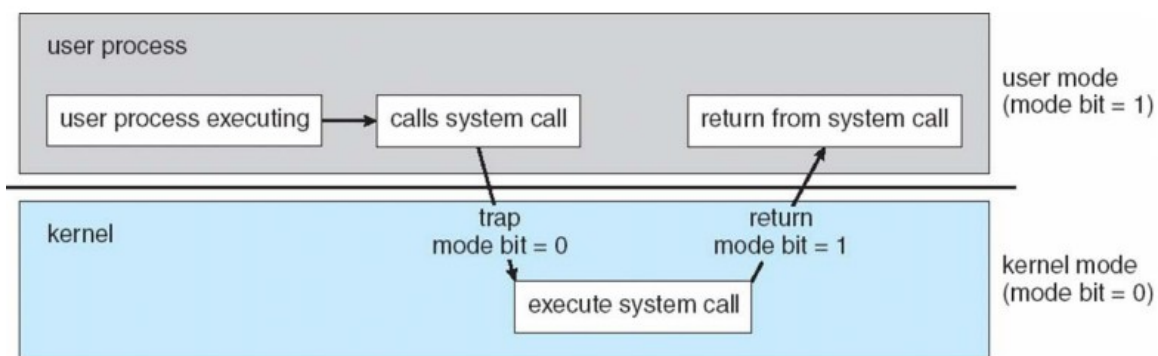 user process
user process executing
calls system call
return from system call
user mode
(mode bit = 1)
kernel
trap
mode bit = 0
return
mode bit = 1
execute system call
kernel mode
(mode bit = 0)